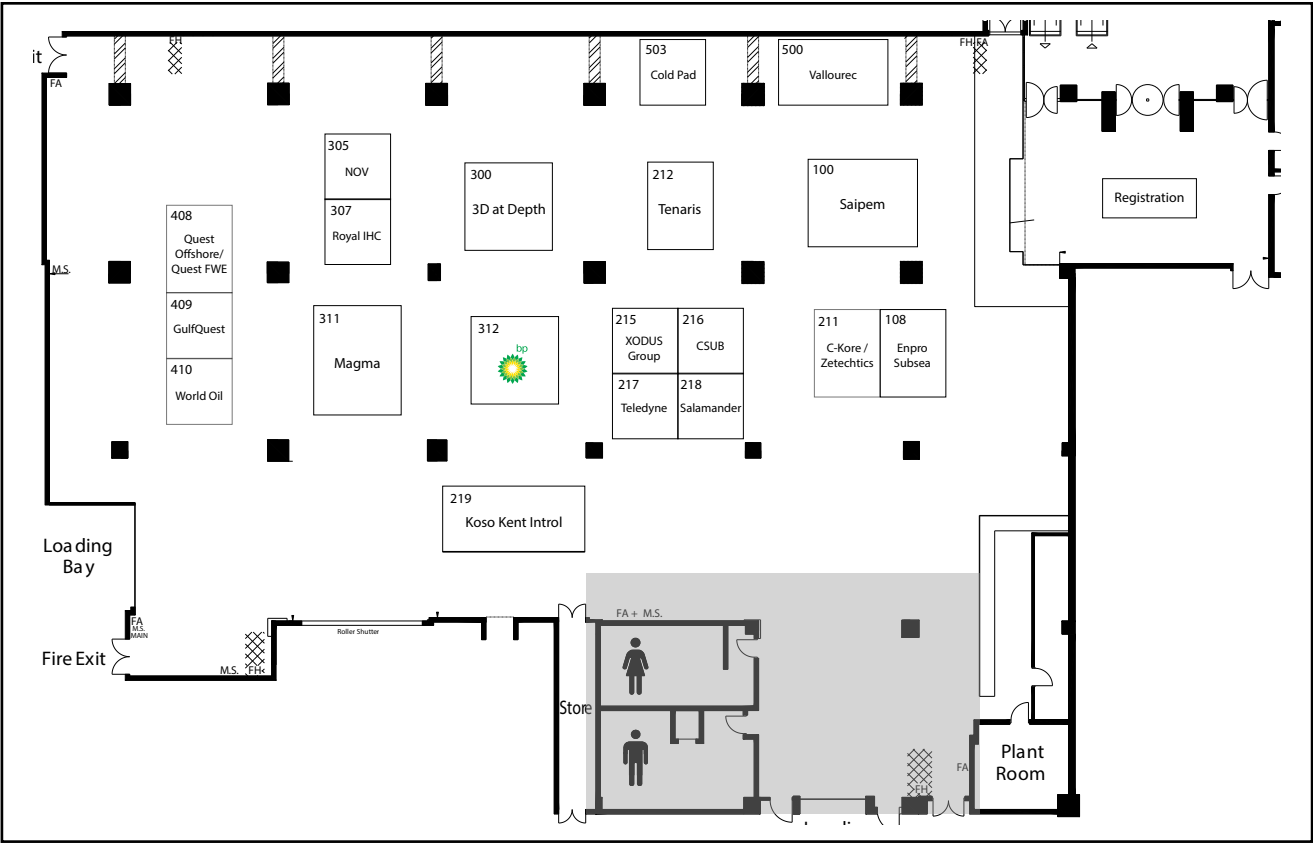 it
FH
FH
FA
FA
503
Cold Pad
500
Vallourec
305
NOV
307
Royal IHC
300
3D at Depth
212
Tenaris
100
Saipem
Registration
408
Quest
Offshore/
Quest FWE
M.S.
409
GulfQuest
410
World Oil
311
Magma
312
bp
215
XODUS
Group
216
CSUB
217
Teledyne
218
Salamander
211
C-Kore /
Zetechtics
108
Enpro
Subsea
219
Koso Kent Introl
Loading
Bay
FA
M.S.
MAIN
Fire Exit
M.S.
FH
Roller Shutter
FA + M.S.
Store
FA
FH
Plant
Room